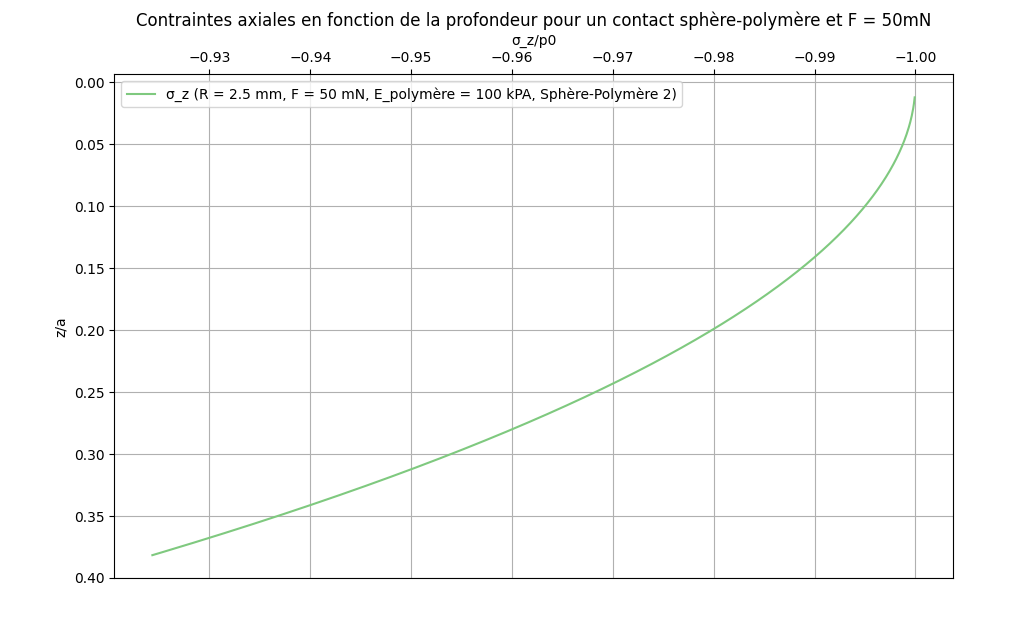 Contraintes axiales en fonction de la profondeur pour un contact sphère-polymère et F = 50mN
σ_z/p0
−0.93 −0.94 −0.95 −0.96 −0.97 −0.98 −0.99 −1.00
σ_z (R = 2.5 mm, F = 50 mN, E_polymère = 100 kPA, Sphère-Polymère 2)
z/a
0.00
0.05
0.10
0.15
0.20
0.25
0.30
0.35
0.40